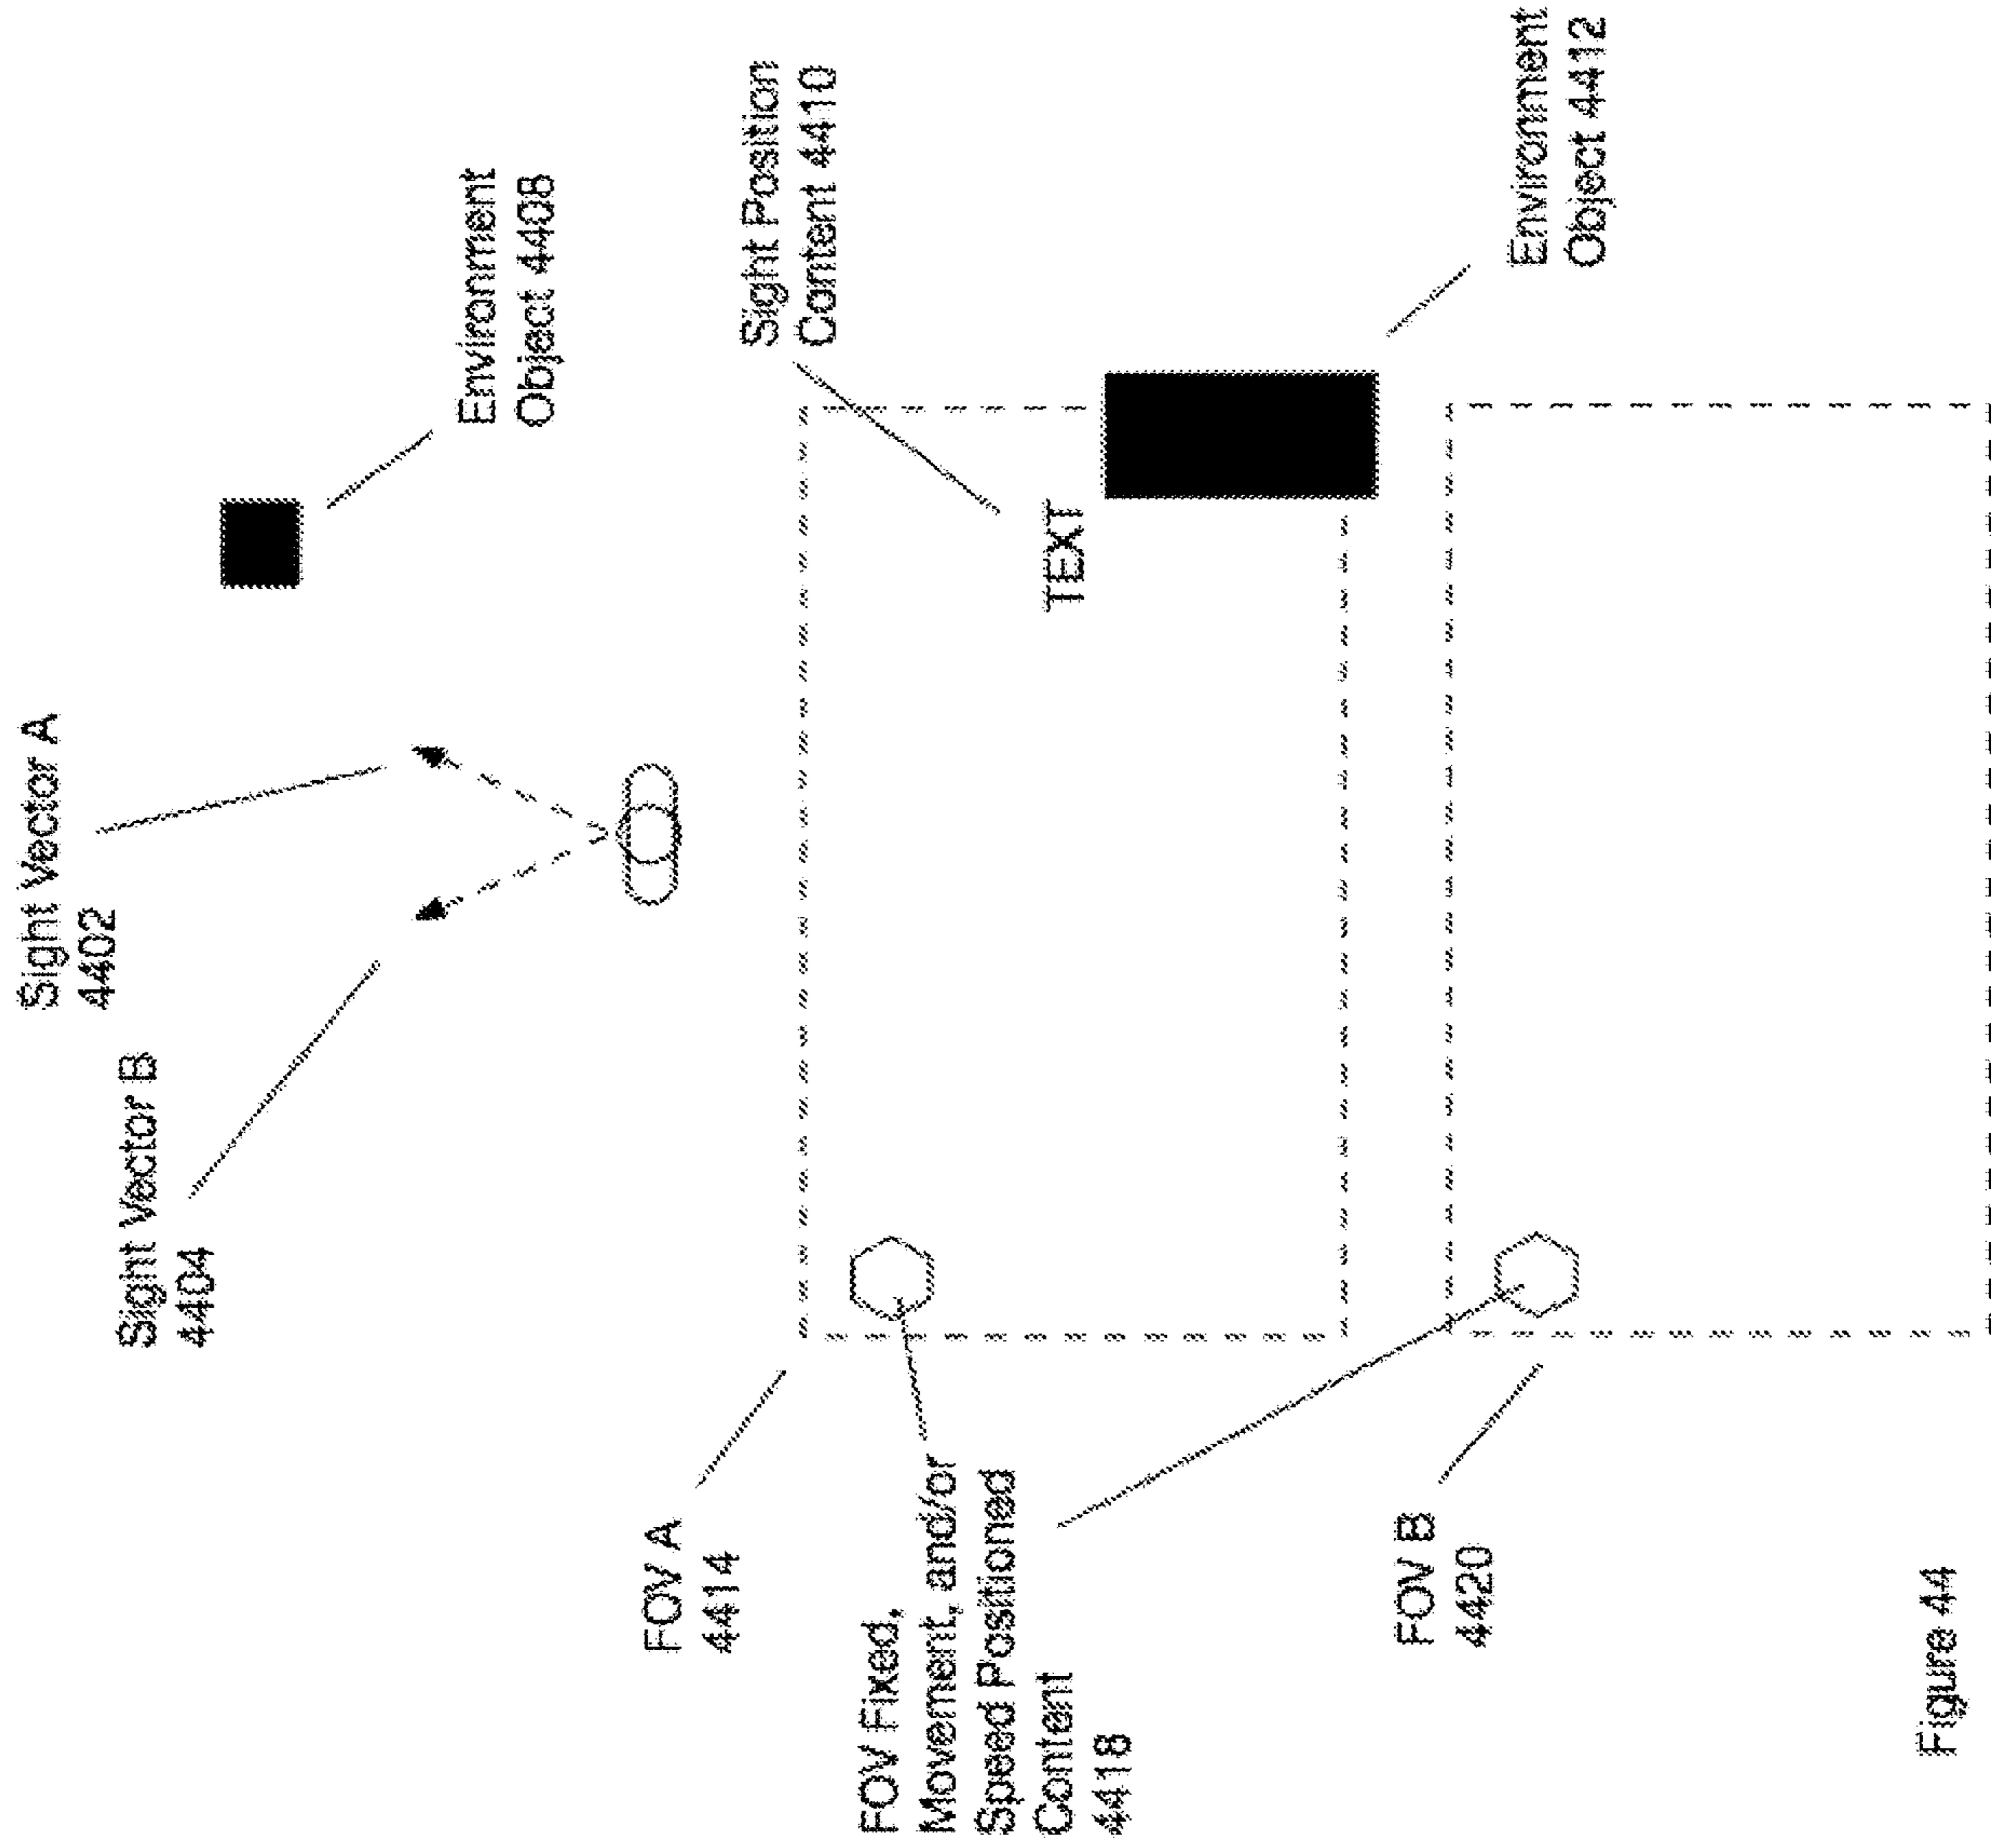 Sight Vector A
4402
Sight Vector B
4404
Environment
Object 4408
FOV A
4414
Sight Position
Content 4410
TEXT
FOV Fixed,
Movement, and/or
Speed Positioned
Content
4418
Environment
Object 4412
FOV B
4420
Figure 44